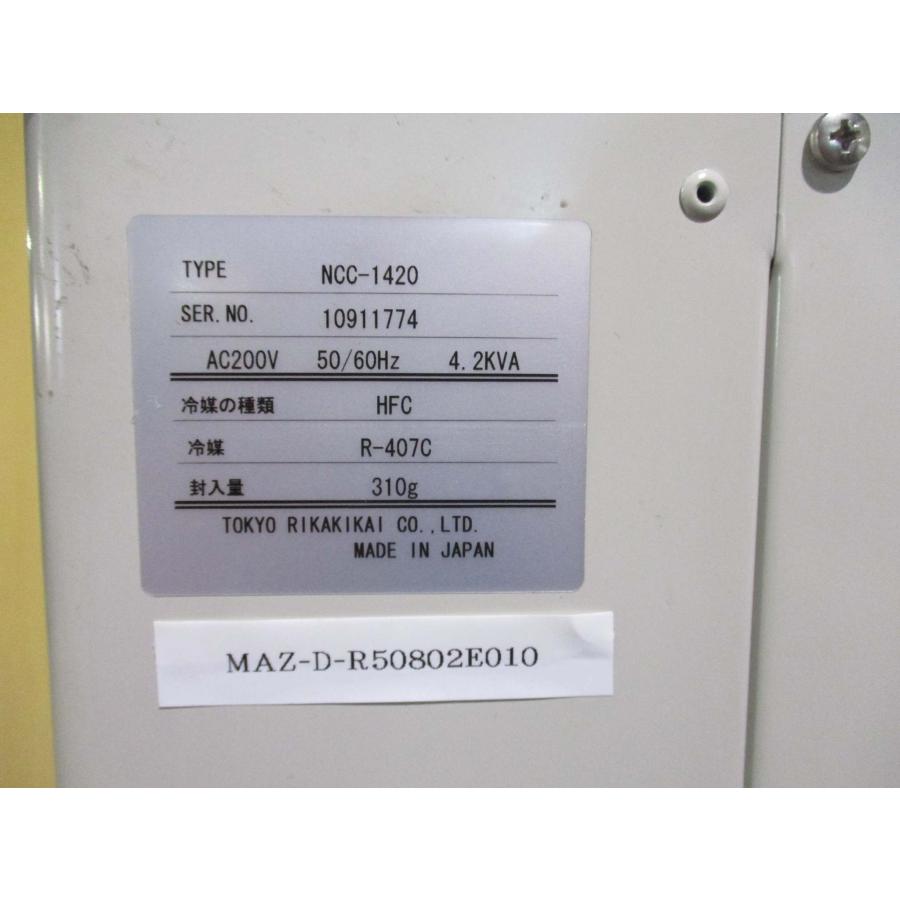 TYPE NCC-1420
SER.NO. 10911774
AC200V 50/60Hz 4.2KVA
冷媒の種類 HFC
冷媒 R-407C
封入量 310g
TOKYO RIKAKIKAI CO.,LTD.
MADE IN JAPAN
MAZ-D-R50802E010